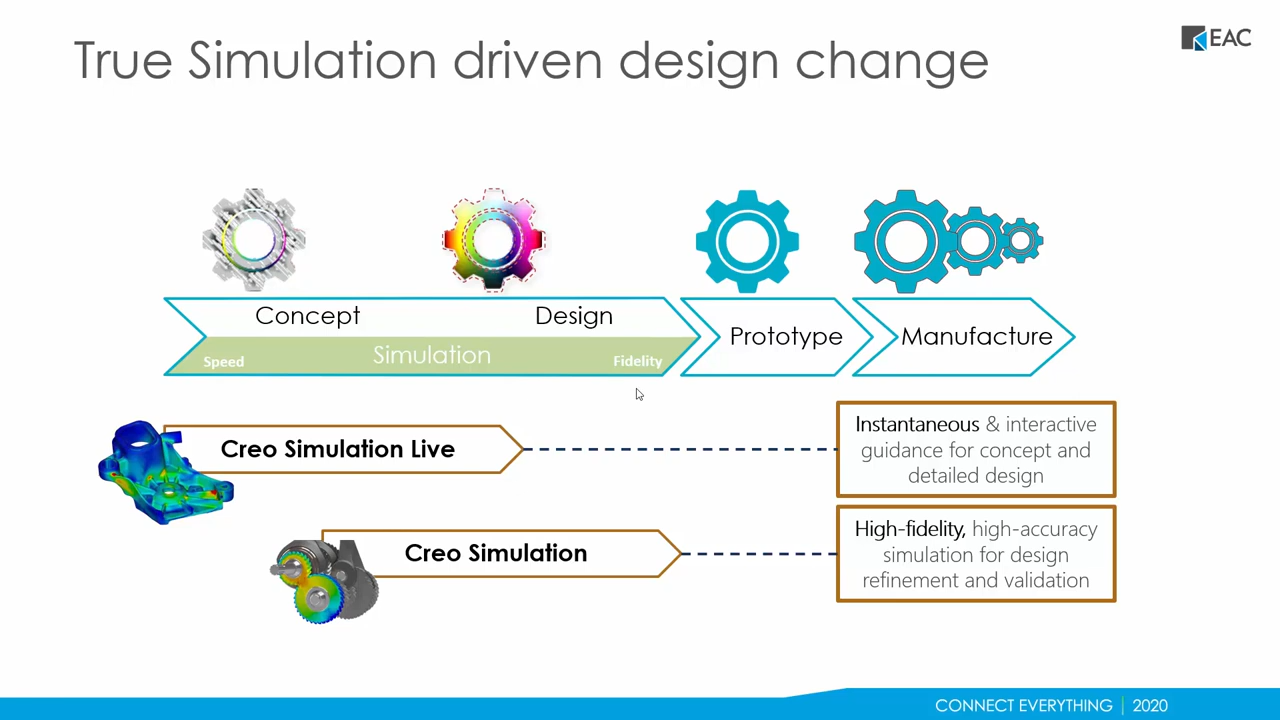 EAC
True Simulation driven design change
Concept
Design
Speed
Simulation
Fidelity
Prototype
Manufacture
Creo Simulation Live
Instantaneous & interactive
guidance for concept and
detailed design
Creo Simulation
High-fidelity, high-accuracy
simulation for design
refinement and validation
CONNECT EVERYTHING | 2020